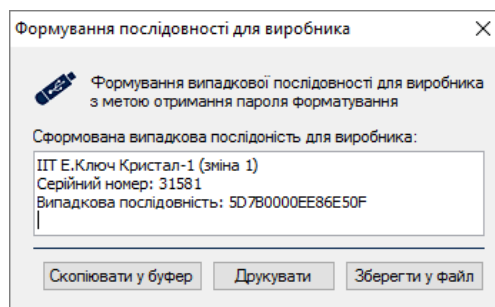 Формування послідовності для виробника
Формування випадкової послідовності для виробника
з метою отримання пароля форматування
Сформована випадкова послідоність для виробника:
ІІТ Е.Ключ Кристал-1 (зміна 1)
Серійний номер: 31581
Випадкова послідовність: 5D7B0000EE86E50F
Скопіювати у буфер
Друкувати
Зберегти у файл